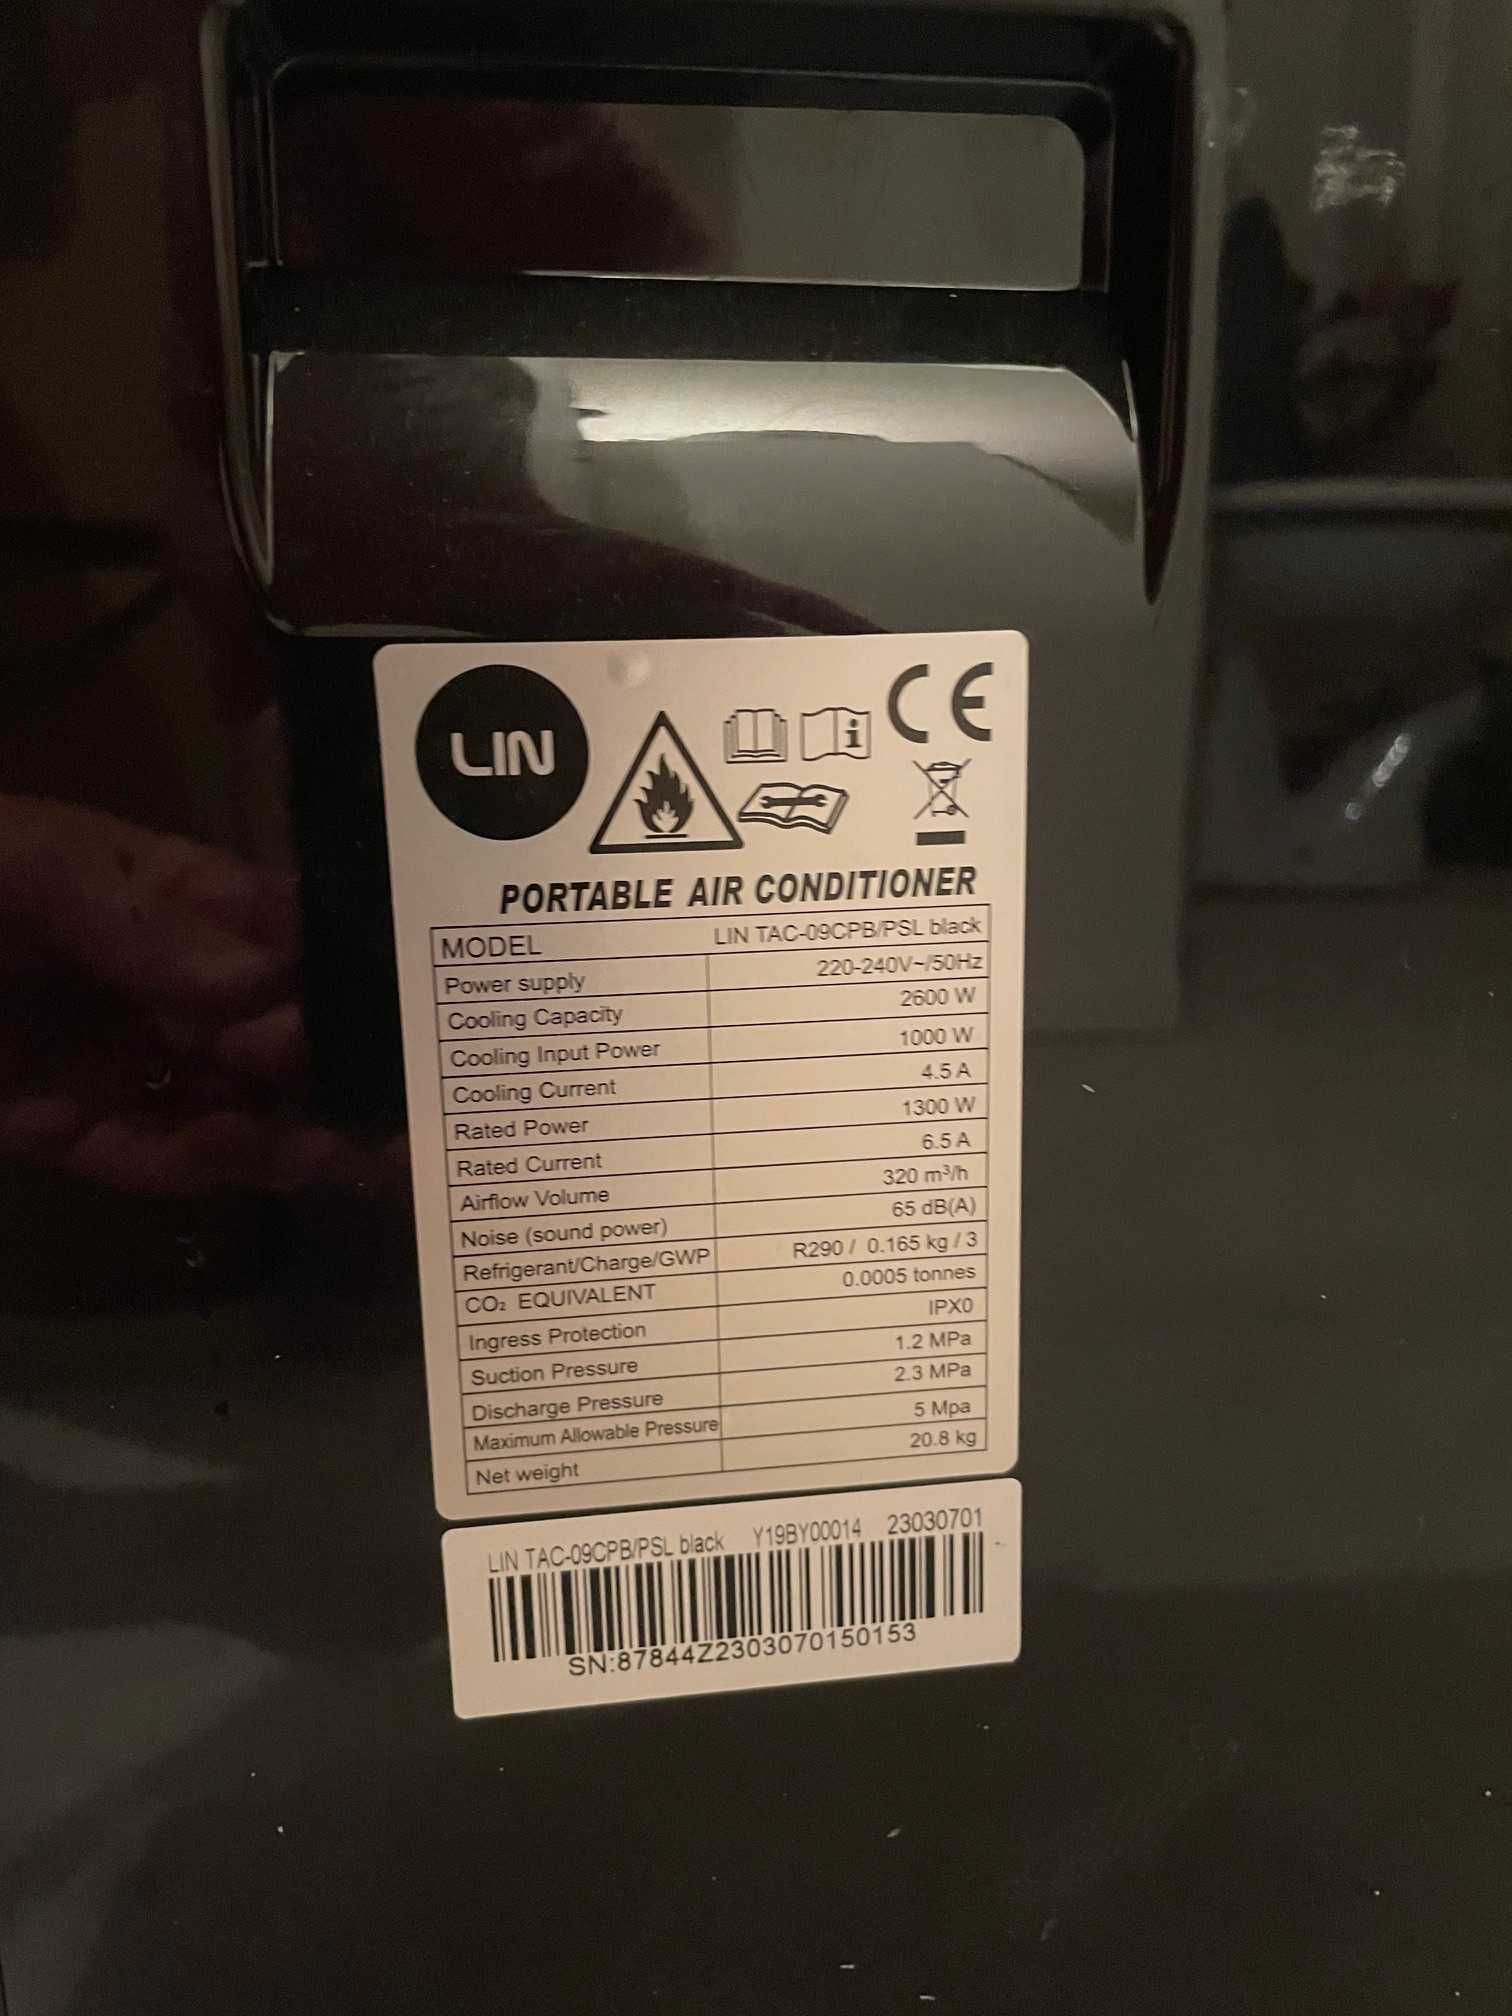 LIN
i
CE
PORTABLE AIR CONDITIONER
MODEL LIN TAC-09CPB/PSL black
Power supply 220-240V~/50Hz
Cooling Capacity 2600 W
Cooling Input Power 1000 W
Cooling Current 4.5 A
Rated Power 1300 W
Rated Current 6.5 A
Airflow Volume 320 m³/h
Noise (sound power) 65 dB(A)
Refrigerant/Charge/GWP R290 / 0.165 kg / 3
CO₂ EQUIVALENT 0.0005 tonnes
Ingress Protection IPX0
Suction Pressure 1.2 MPa
Discharge Pressure 2.3 MPa
Maximum Allowable Pressure 5 Mpa
Net weight 20.8 kg
LIN TAC-09CPB/PSL black Y19BY00014 23030701
SN:87844Z2303070150153